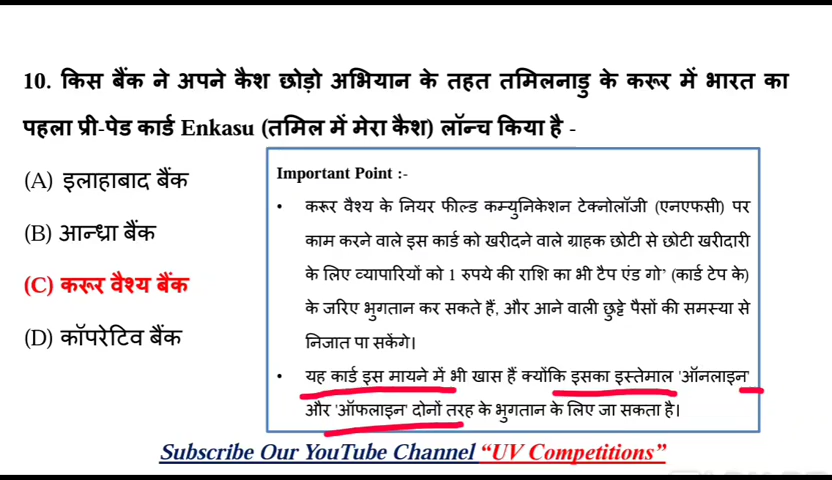 10. किस बैंक ने अपने कैश छोड़ो अभियान के तहत तमिलनाडु के करूर में भारत का
पहला प्री-पेड कार्ड Enkasu (तमिल में मेरा कैश) लॉन्च किया है -
(A) इलाहाबाद बैंक
(B) आन्ध्रा बैंक
(C) करूर वैश्य बैंक
(D) कॉपरेटिव बैंक
Important Point :-
• करूर वैश्य के नियर फील्ड कम्युनिकेशन टेक्नोलॉजी (एनएफसी) पर
काम करने वाले इस कार्ड को खरीदने वाले ग्राहक छोटी से छोटी खरीदारी
के लिए व्यापारियों को 1 रुपये की राशि का भी टैप एंड गो' (कार्ड टेप के)
के जरिए भुगतान कर सकते हैं, और आने वाली छुट्टे पैसों की समस्या से
निजात पा सकेंगे।
• यह कार्ड इस मायने में भी खास हैं क्योंकि इसका इस्तेमाल 'ऑनलाइन'
और 'ऑफलाइन' दोनों तरह के भुगतान के लिए जा सकता है।
Subscribe Our YouTube Channel “UV Competitions”